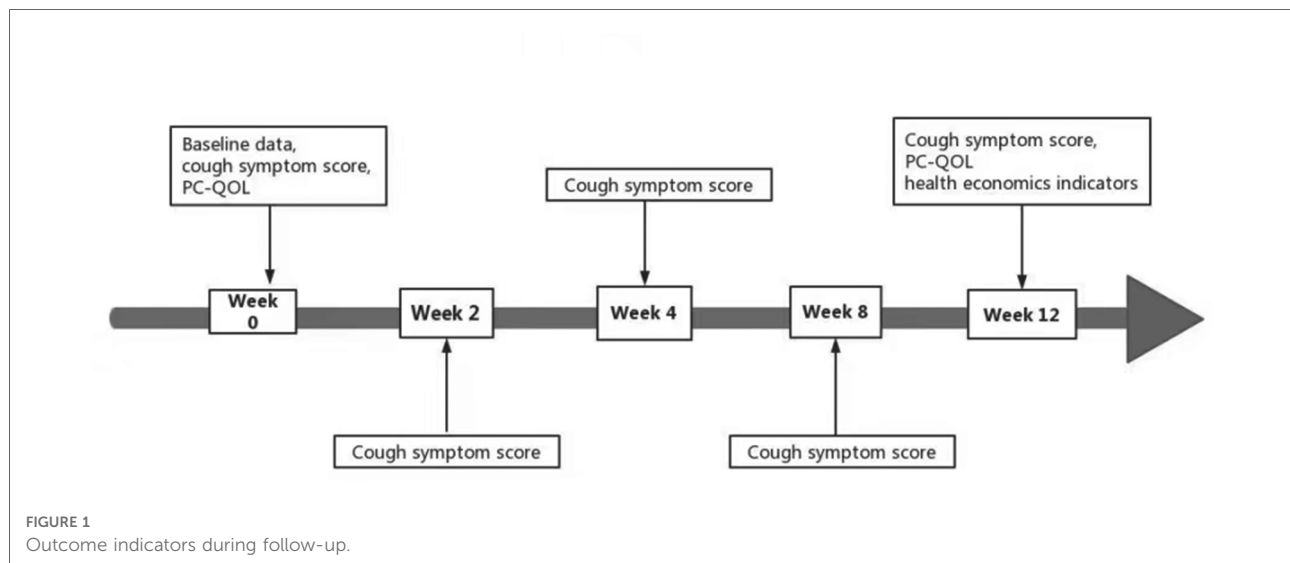 Baseline data,
cough symptom score,
PC-QOL
Cough symptom score
Cough symptom score,
PC-QOL
health economics indicators
Week
0
Week 2
Week 4
Week 8
Week 12
Cough symptom score
Cough symptom score
FIGURE 1
Outcome indicators during follow-up.